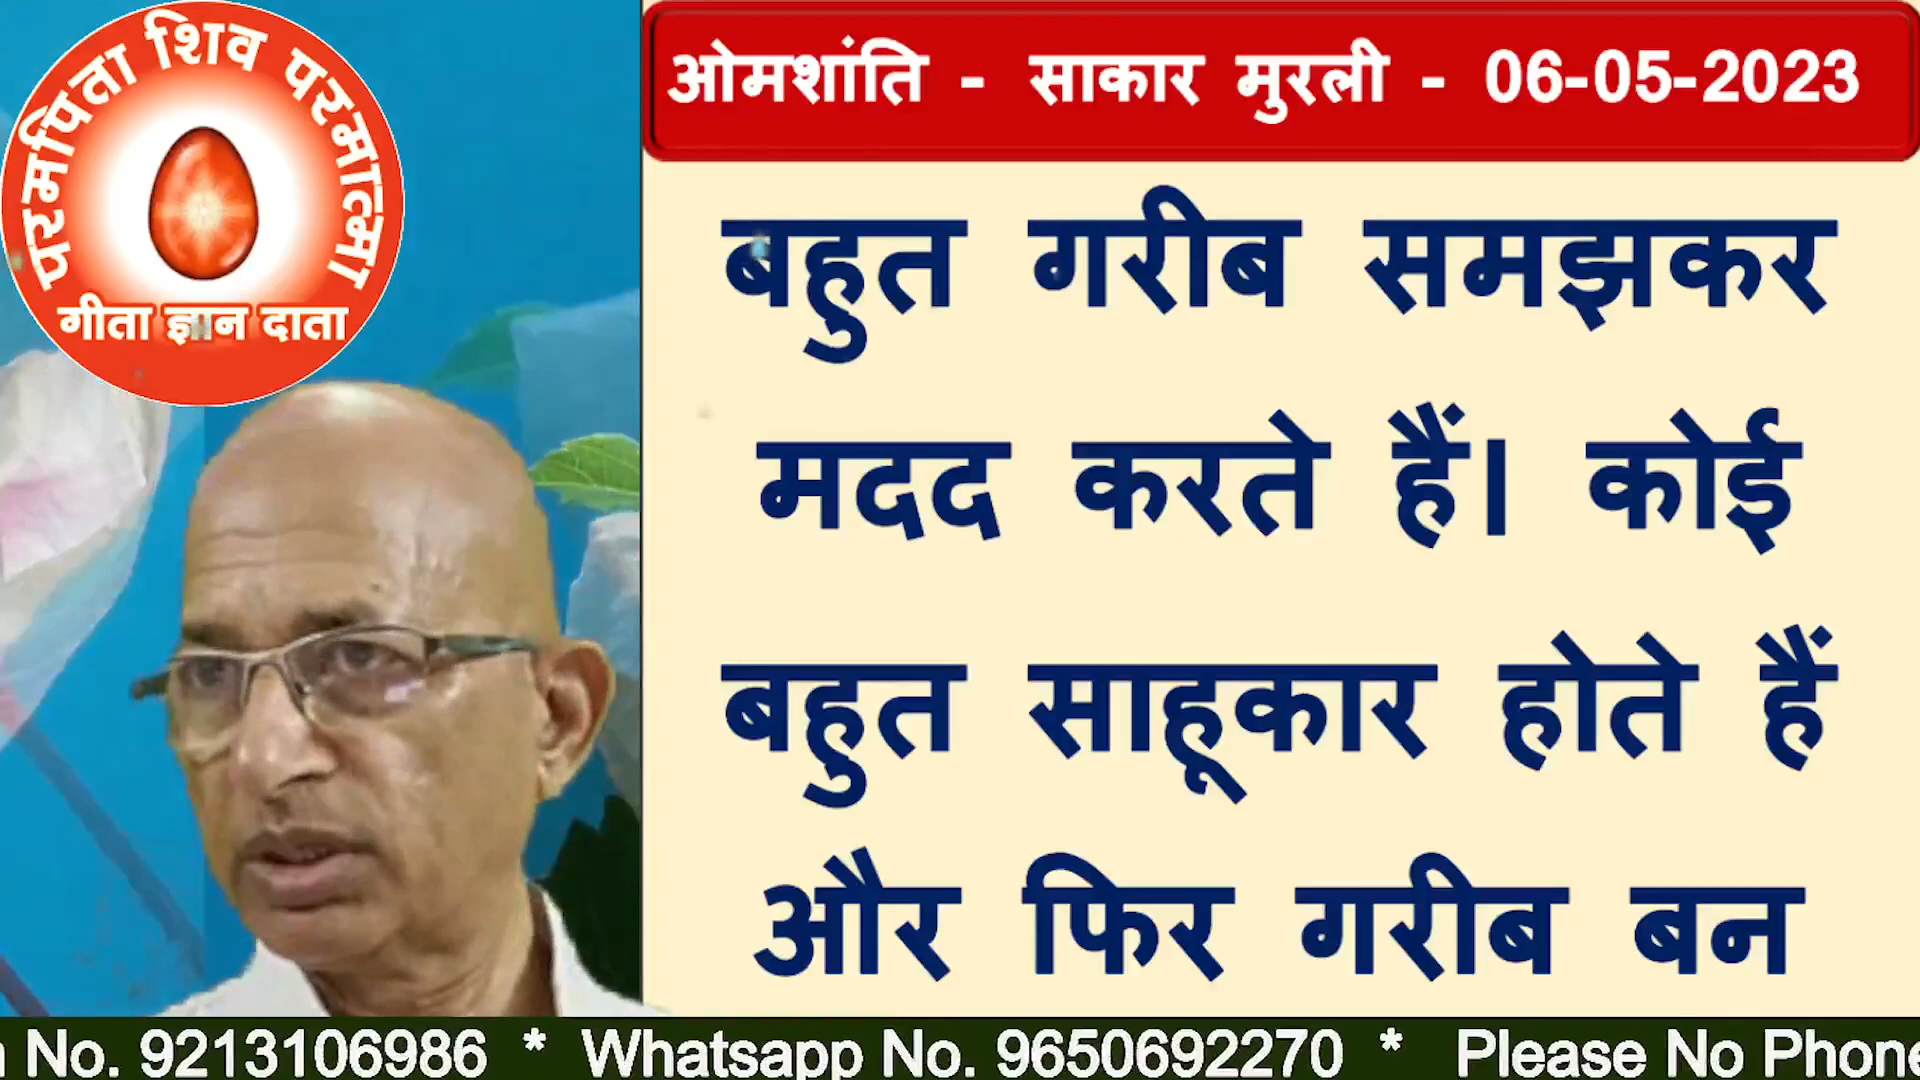 परमपिता शिव परमात्मा
गीता ज्ञान दाता
ओमशांति - साकार मुरली - 06-05-2023
बहुत गरीब समझकर
मदद करते हैं। कोई
बहुत साहूकार होते हैं
और फिर गरीब बन
No. 9213106986 * Whatsapp No. 9650692270 * Please No Phone